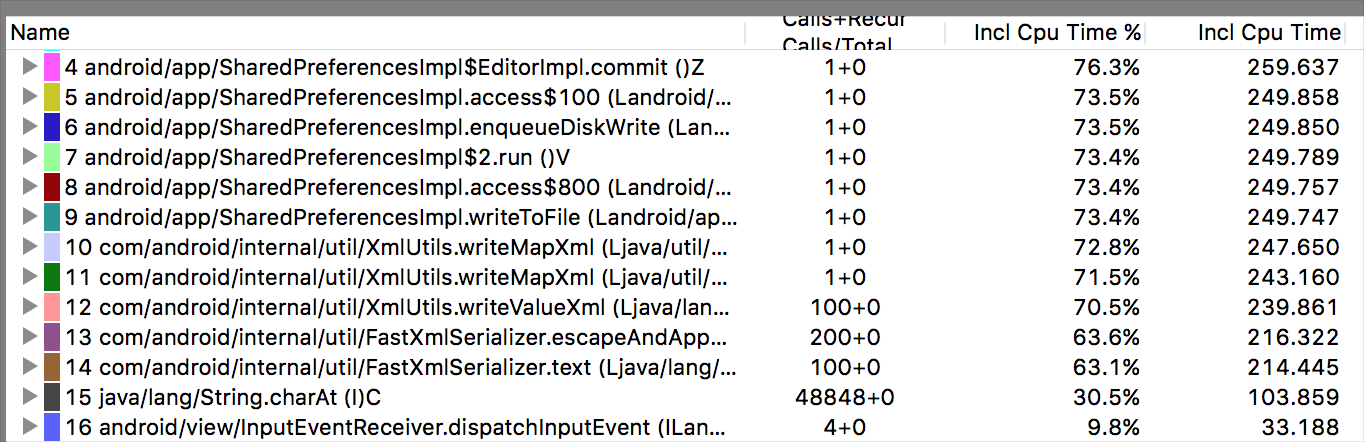 Name Calls+Recur Calls/Total Incl Cpu Time % Incl Cpu Time
4 android/app/SharedPreferencesImpl$EditorImpl.commit ()Z 1+0 76.3% 259.637
5 android/app/SharedPreferencesImpl.access$100 (Landroid/... 1+0 73.5% 249.858
6 android/app/SharedPreferencesImpl.enqueueDiskWrite (Lan... 1+0 73.5% 249.850
7 android/app/SharedPreferencesImpl$2.run ()V 1+0 73.4% 249.789
8 android/app/SharedPreferencesImpl.access$800 (Landroid/... 1+0 73.4% 249.757
9 android/app/SharedPreferencesImpl.writeToFile (Landroid/ap... 1+0 73.4% 249.747
10 com/android/internal/util/XmlUtils.writeMapXml (Ljava/util/... 1+0 72.8% 247.650
11 com/android/internal/util/XmlUtils.writeMapXml (Ljava/util/... 1+0 71.5% 243.160
12 com/android/internal/util/XmlUtils.writeValueXml (Ljava/lan... 100+0 70.5% 239.861
13 com/android/internal/util/FastXmlSerializer.escapeAndApp... 200+0 63.6% 216.322
14 com/android/internal/util/FastXmlSerializer.text (Ljava/lang/... 100+0 63.1% 214.445
15 java/lang/String.charAt (I)C 48848+0 30.5% 103.859
16 android/view/InputEventReceiver.dispatchInputEvent (ILan... 4+0 9.8% 33.188